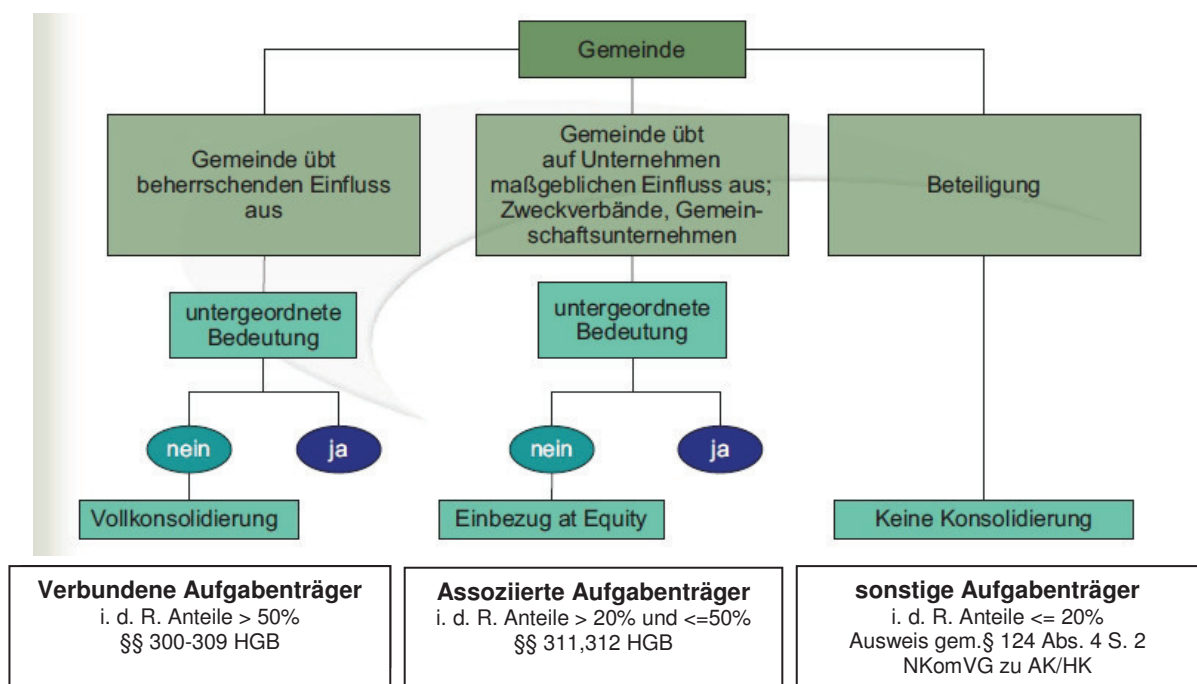 Gemeinde
Gemeinde übt
beherrschenden Einfluss
aus
Gemeinde übt
auf Unternehmen
maßgeblichen Einfluss aus;
Zweckverbände, Gemein-
schaftsunternehmen
Beteiligung
untergeordnete
Bedeutung
untergeordnete
Bedeutung
nein
ja
nein
ja
Vollkonsolidierung
Einbezug at Equity
Keine Konsolidierung
Verbundene Aufgabenträger
i. d. R. Anteile > 50%
§§ 300-309 HGB
Assoziierte Aufgabenträger
i. d. R. Anteile > 20% und <=50%
§§ 311,312 HGB
sonstige Aufgabenträger
i. d. R. Anteile <= 20%
Ausweis gem.§ 124 Abs. 4 S. 2
NKomVG zu AK/HK